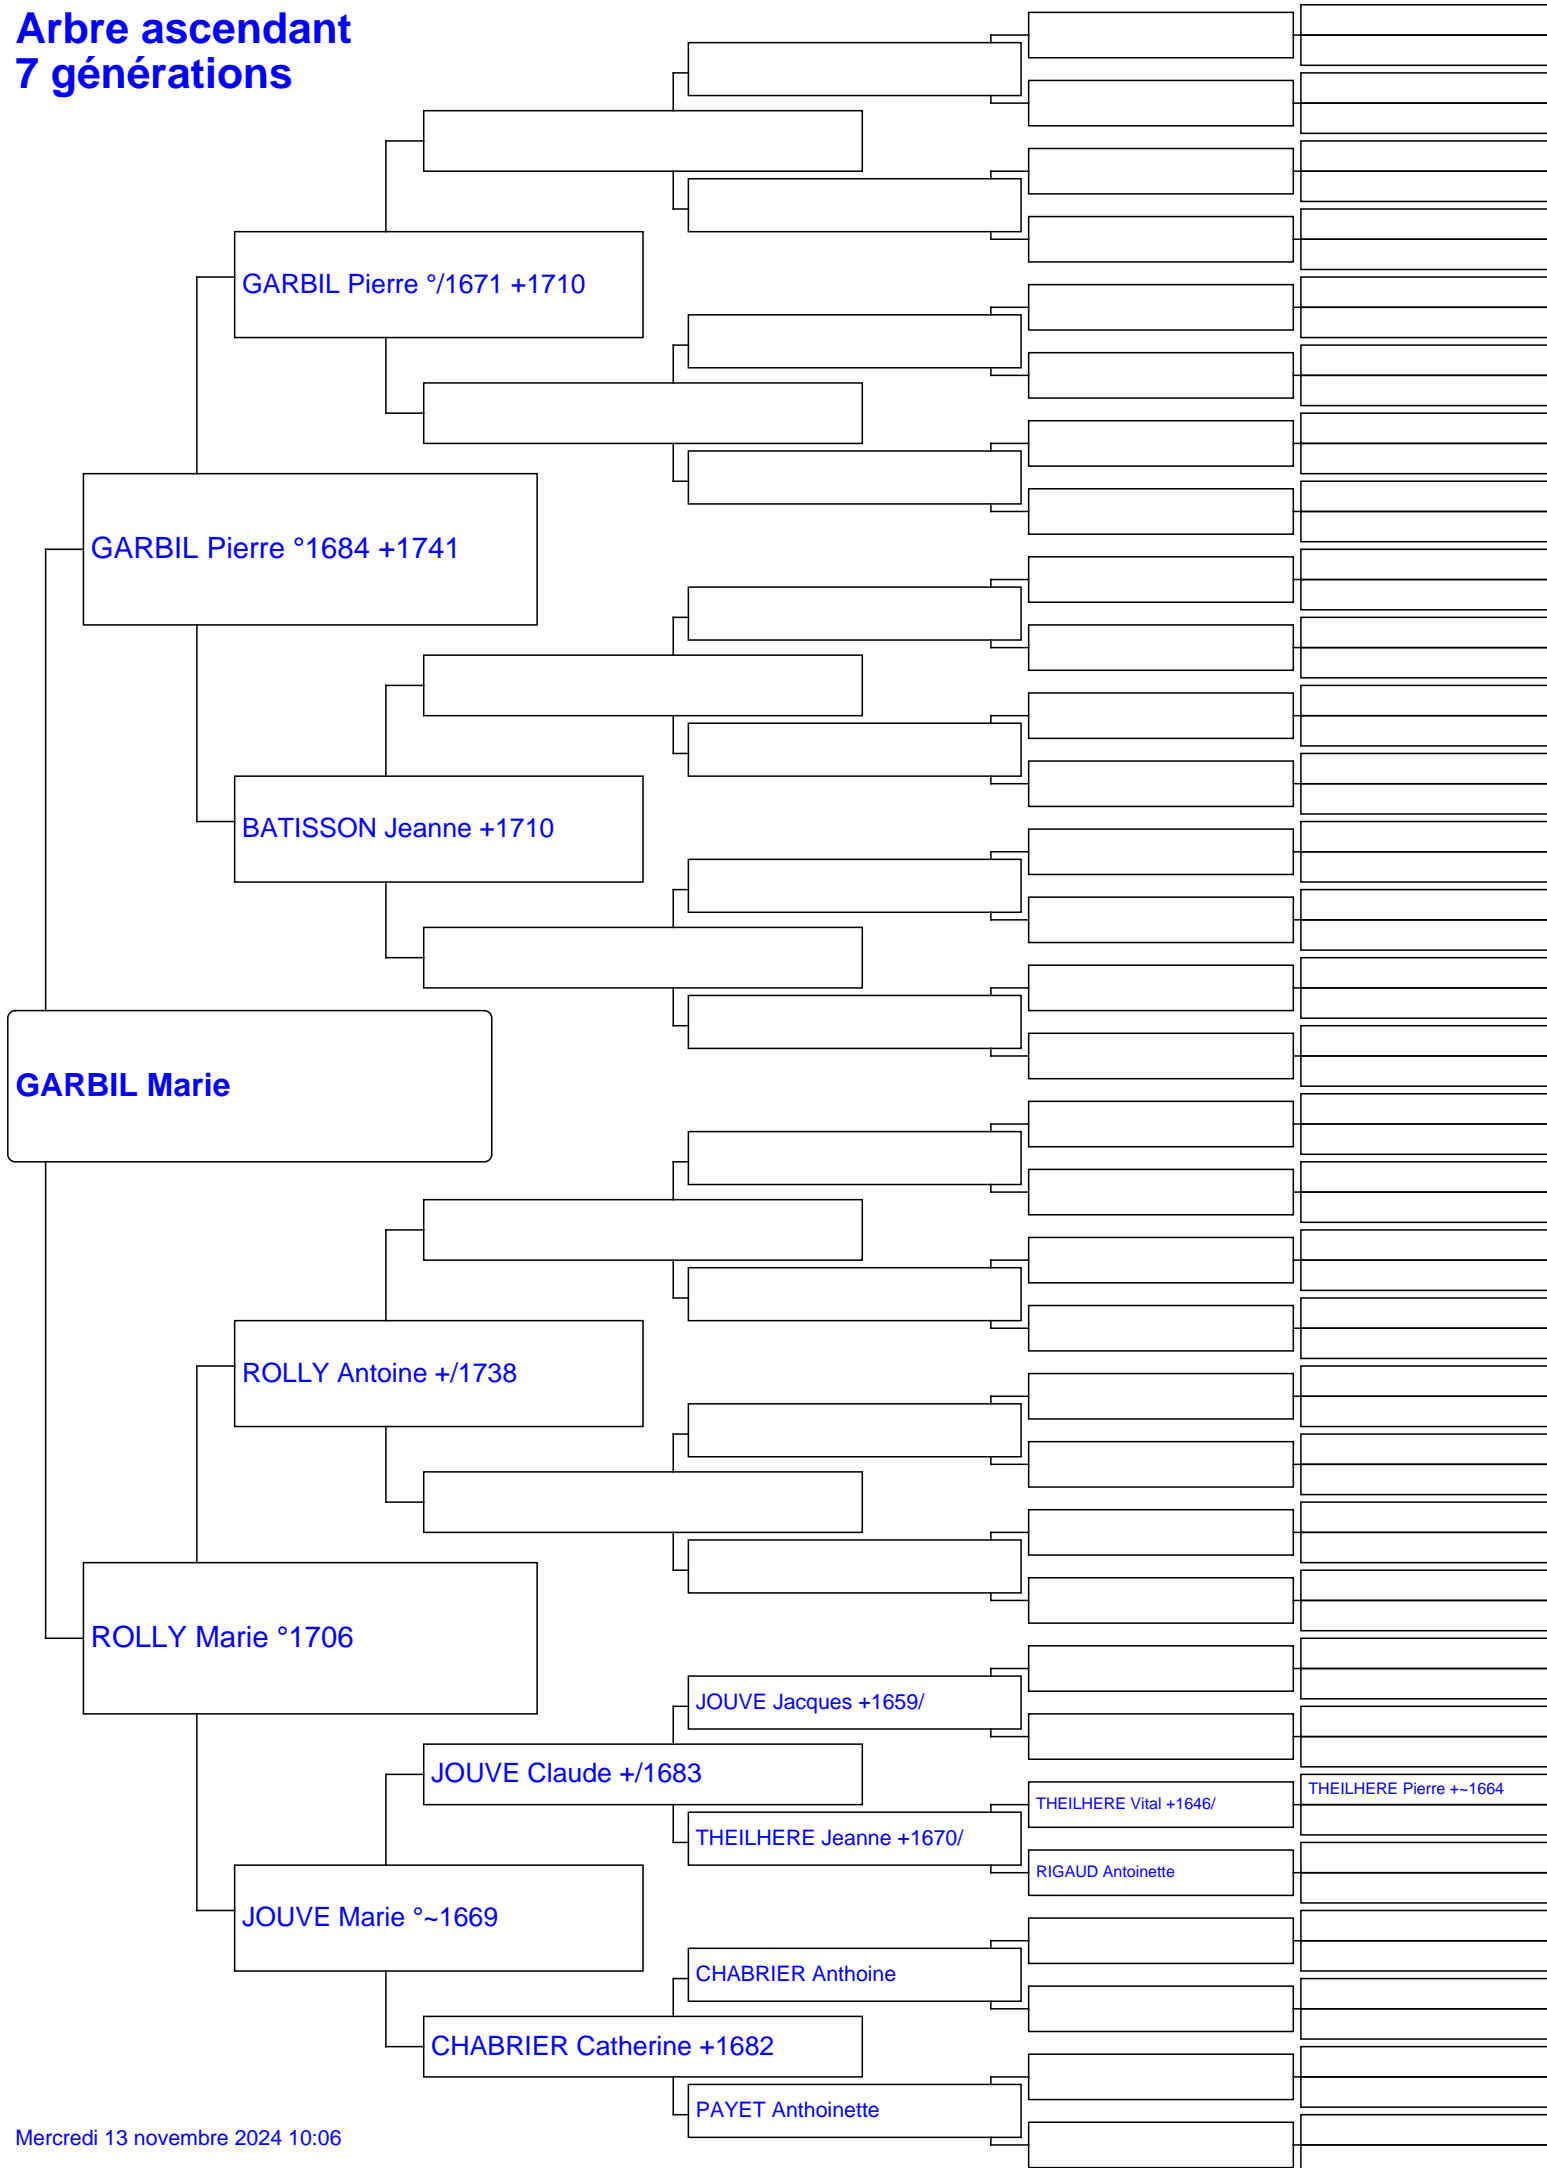 Arbre ascendant
7 générations
GARBIL Pierre °/1671 +1710
GARBIL Pierre °1684 +1741
BATISSON Jeanne +1710
GARBIL Marie
ROLLY Antoine +/1738
ROLLY Marie °1706
JOUVE Jacques +1659/
JOUVE Claude +/1683
THEILHERE Pierre +~1664
THEILHERE Vital +1646/
THEILHERE Jeanne +1670/
RIGAUD Antoinette
JOUVE Marie °~1669
CHABRIER Anthoine
CHABRIER Catherine +1682
PAYET Anthoinette
Mercredi 13 novembre 2024 10:06